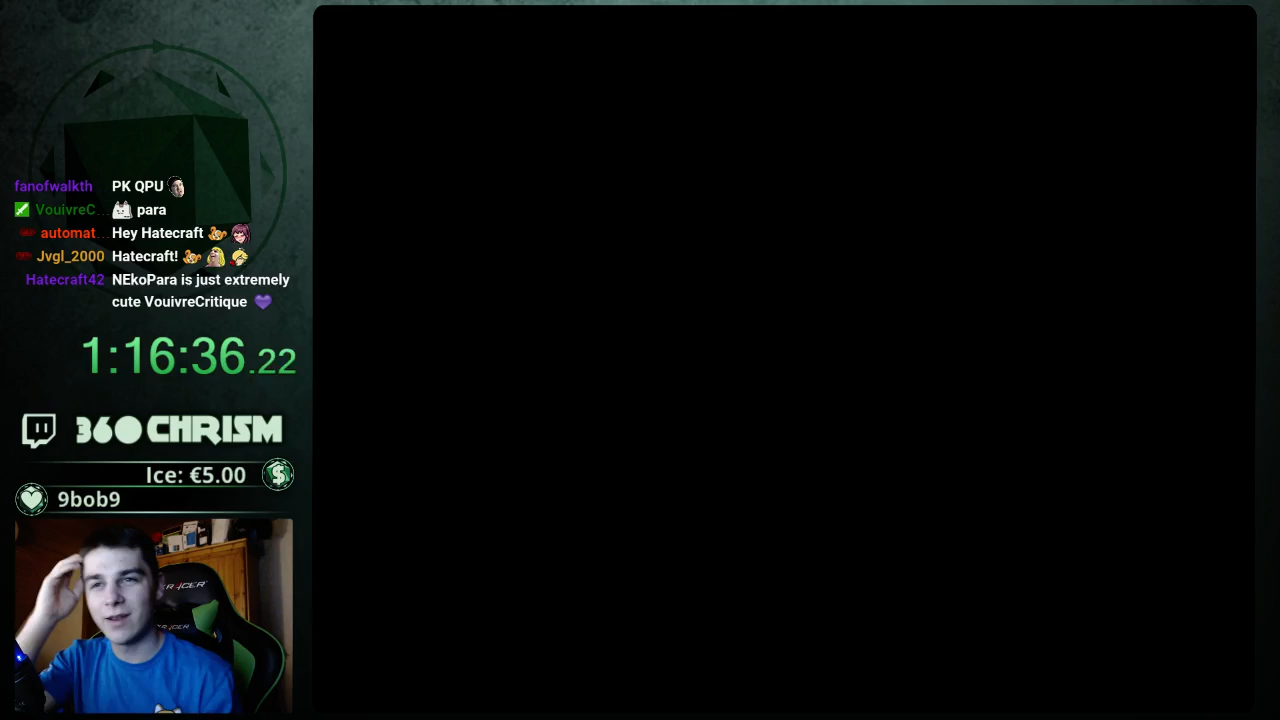 fanofwalkth PK QPU
VouivreC... para
automat... Hey Hatecraft
Jvgl_2000 Hatecraft!
Hatecraft42 NEkoPara is just extremely
cute VouivreCritique
1:16:36.22
360CHRISM
Ice: €5.00
9bob9